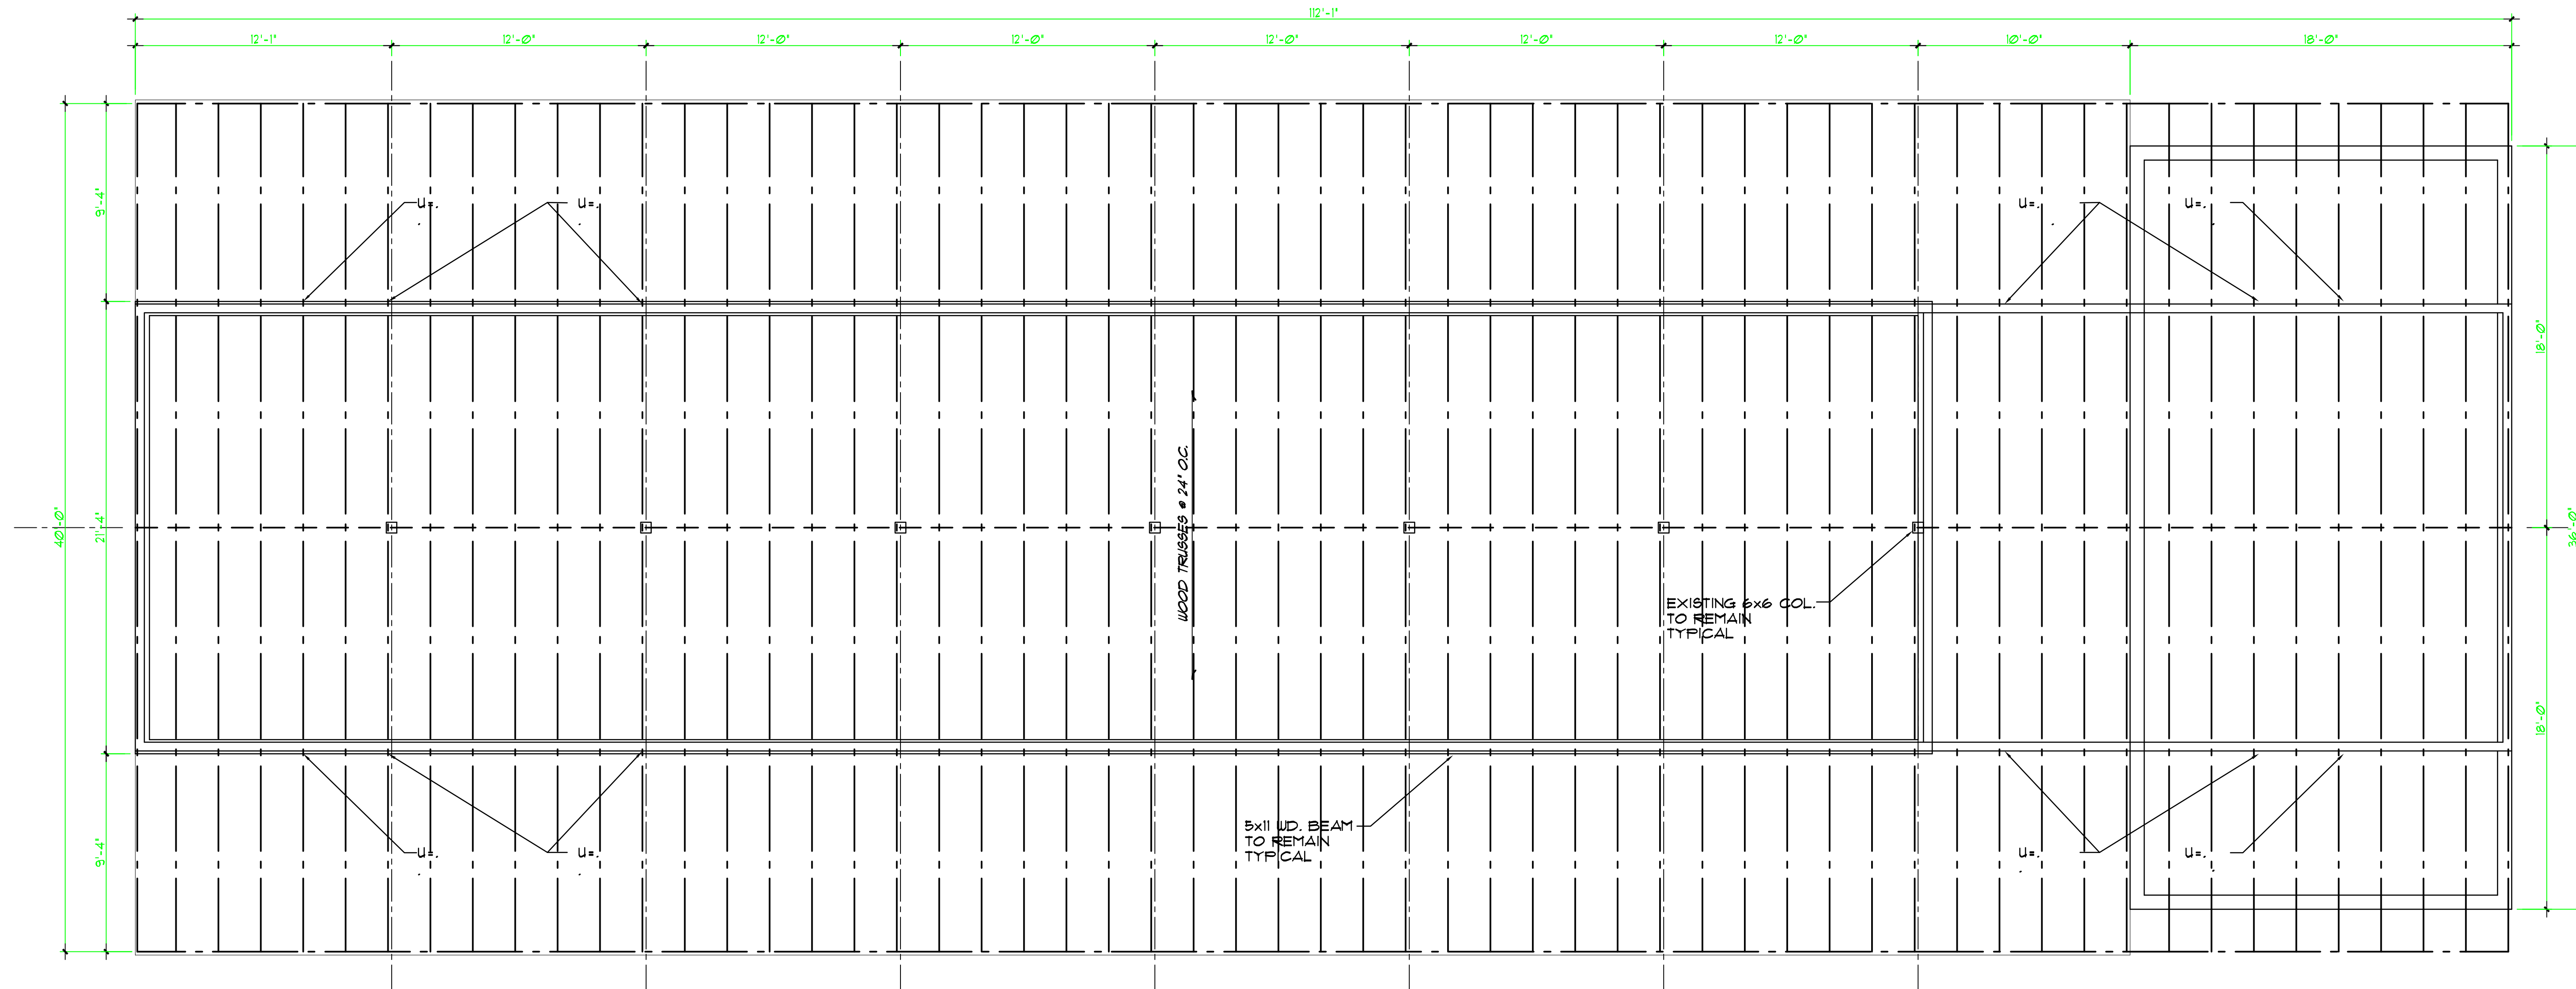 112'-1"
12'-1"
12'-0"
12'-0"
12'-0"
12'-0"
12'-0"
12'-0"
10'-0"
18'-0"
9'-4"
U=.
U=.
U=.
U=.
40'-0"
21'-4"
WOOD TRUSSES @ 24" O.C.
18'-0"
36'-0"
EXISTING 6x6 COL.
TO REMAIN
TYPICAL
18'-0"
5x11 WD. BEAM
TO REMAIN
TYPICAL
9'-4"
U=.
U=.
U=.
U=.